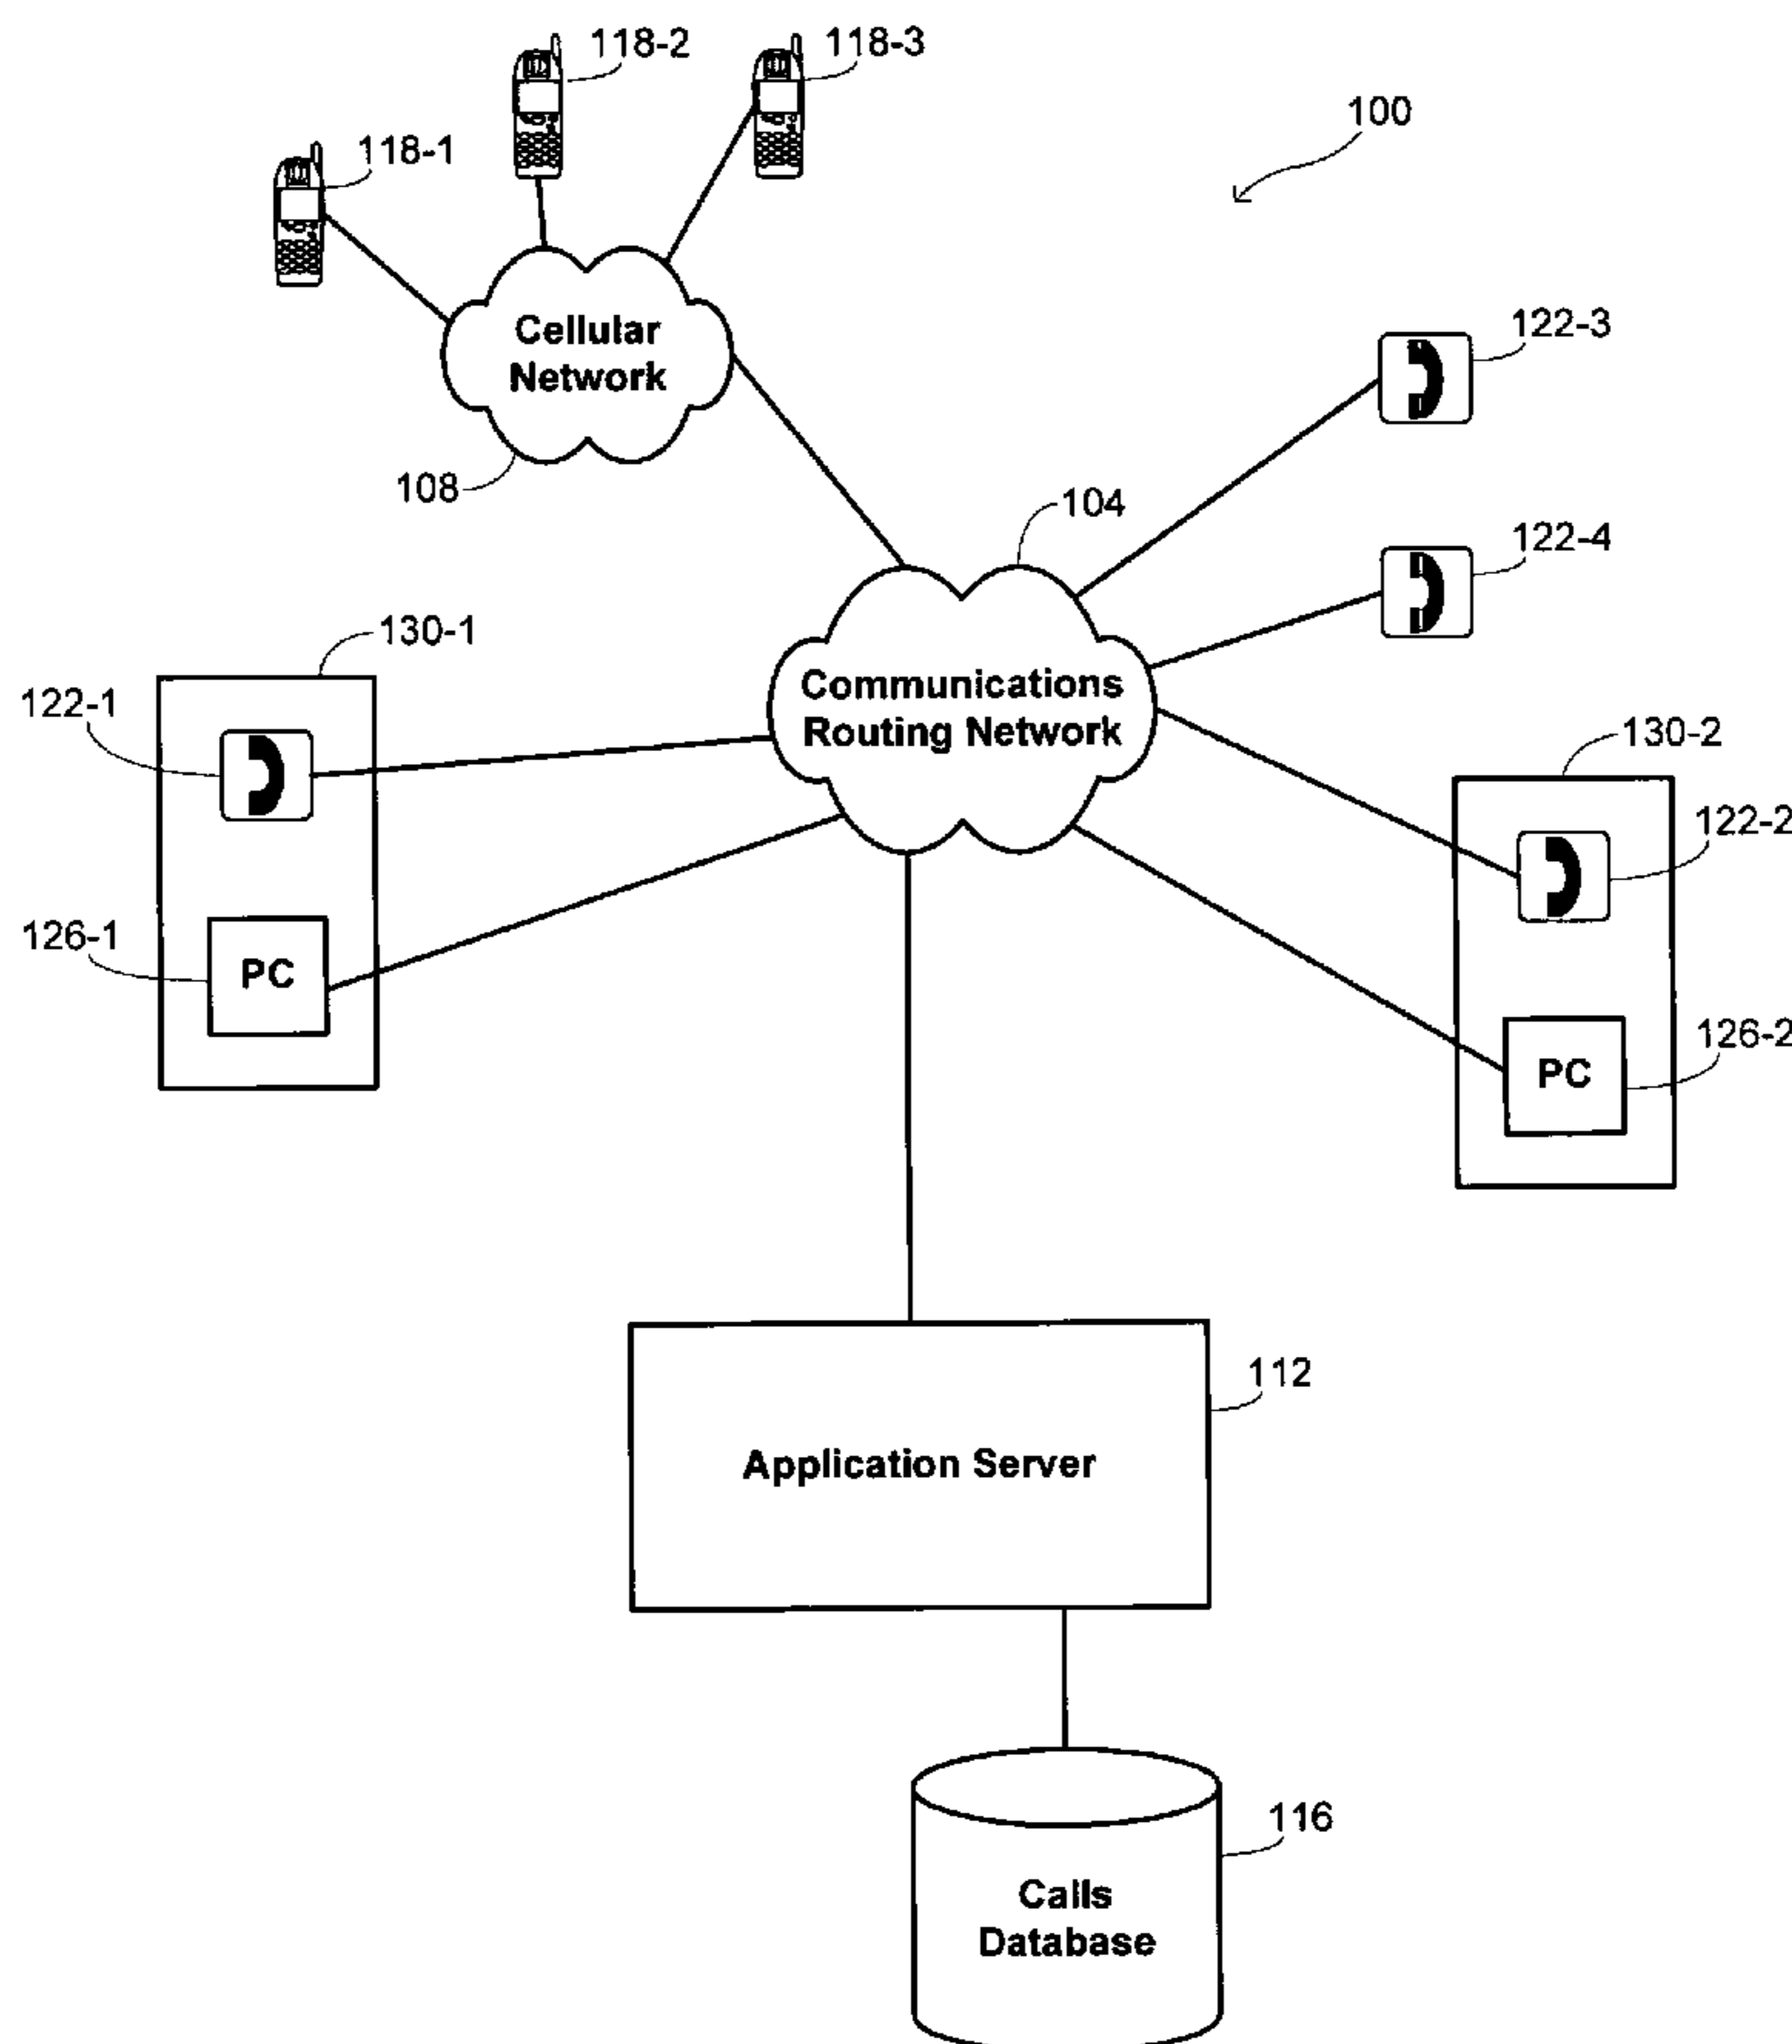 118-2
118-3
100
118-1
122-3
Cellular
Network
108
104
122-4
130-1
Communications
Routing Network
122-1
130-2
122-2
126-1
PC
126-2
PC
112
Application Server
116
Calls
Database